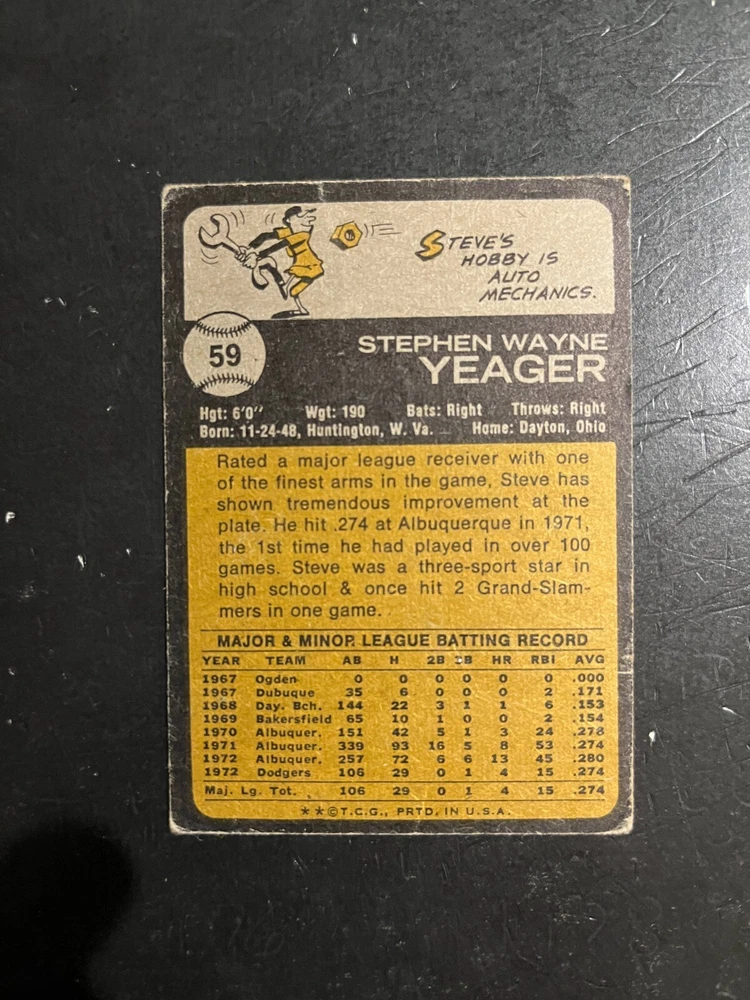 STEVE'S
HOBBY IS
AUTO
MECHANICS.
59
STEPHEN WAYNE
YEAGER
Hgt: 6'0" Wgt: 190 Bats: Right Throws: Right
Born: 11-24-48, Huntington, W. Va. Home: Dayton, Ohio
Rated a major league receiver with one
of the finest arms in the game, Steve has
shown tremendous improvement at the
plate. He hit .274 at Albuquerque in 1971,
the 1st time he had played in over 100
games. Steve was a three-sport star in
high school & once hit 2 Grand-Slam-
mers in one game.
MAJOR & MINOR LEAGUE BATTING RECORD
YEAR TEAM AB H 2B 3B HR RBI AVG
1967 Ogden 0 0 0 0 0 0 .000
1967 Dubuque 35 6 0 0 0 2 .171
1968 Day. Bch. 144 22 3 1 1 6 .153
1969 Bakersfield 65 10 1 0 0 2 .154
1970 Albuquer. 151 42 5 1 3 24 .278
1971 Albuquer. 339 93 16 5 8 53 .274
1972 Albuquer. 257 72 6 6 13 45 .280
1972 Dodgers 106 29 0 1 4 15 .274
Maj. Lg. Tot. 106 29 0 1 4 15 .274
★★©T.C.G., PRTD. IN U.S.A.